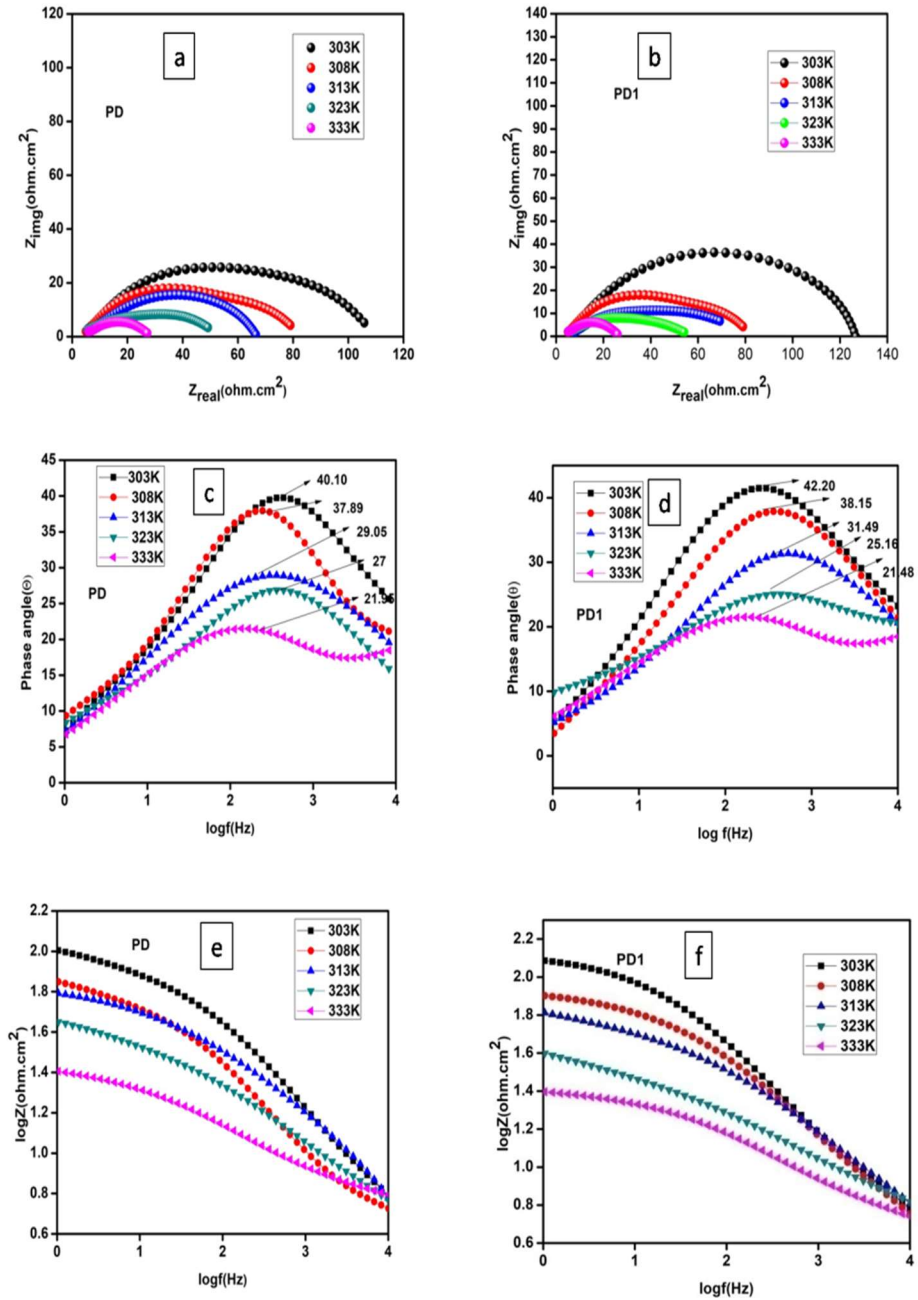 a
PD
303K
308K
313K
323K
333K
120
100
80
60
40
20
0
0 20 40 60 80 100 120
Zimg(ohm.cm2)
Zreal(ohm.cm2)
b
PD1
303K
308K
313K
323K
333K
140
130
120
110
100
90
80
70
60
50
40
30
20
10
0
0 20 40 60 80 100 120 140
Zimg(ohm.cm2)
Zreal(ohm.cm2)
c
PD
303K
308K
313K
323K
333K
40.10
37.89
29.05
27
45
40
35
30
25
20
15
10
5
0
0 1 2 3 4
Phase angle(Θ)
logf(Hz)
d
PD1
303K
308K
313K
323K
333K
42.20
38.15
31.49
25.16
21.48
40
30
20
10
0
0 1 2 3 4
Phase angle(θ)
log f(Hz)
e
PD
303K
308K
313K
323K
333K
2.2
2.0
1.8
1.6
1.4
1.2
1.0
0.8
0.6
0 1 2 3 4
logZ(ohm.cm2)
logf(Hz)
f
PD1
303K
308K
313K
323K
333K
2.2
2.0
1.8
1.6
1.4
1.2
1.0
0.8
0.6
0 1 2 3 4
logZ(ohm.cm2)
logf(Hz)